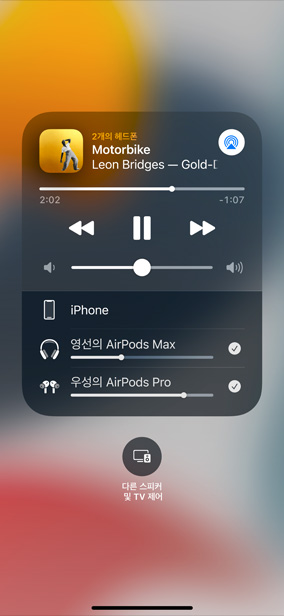 2개의 헤드폰
Motorbike
Leon Bridges — Gold-D
2:02
-1:07
iPhone
영선의 AirPods Max
우성의 AirPods Pro
다른 스피커
및 TV 제어